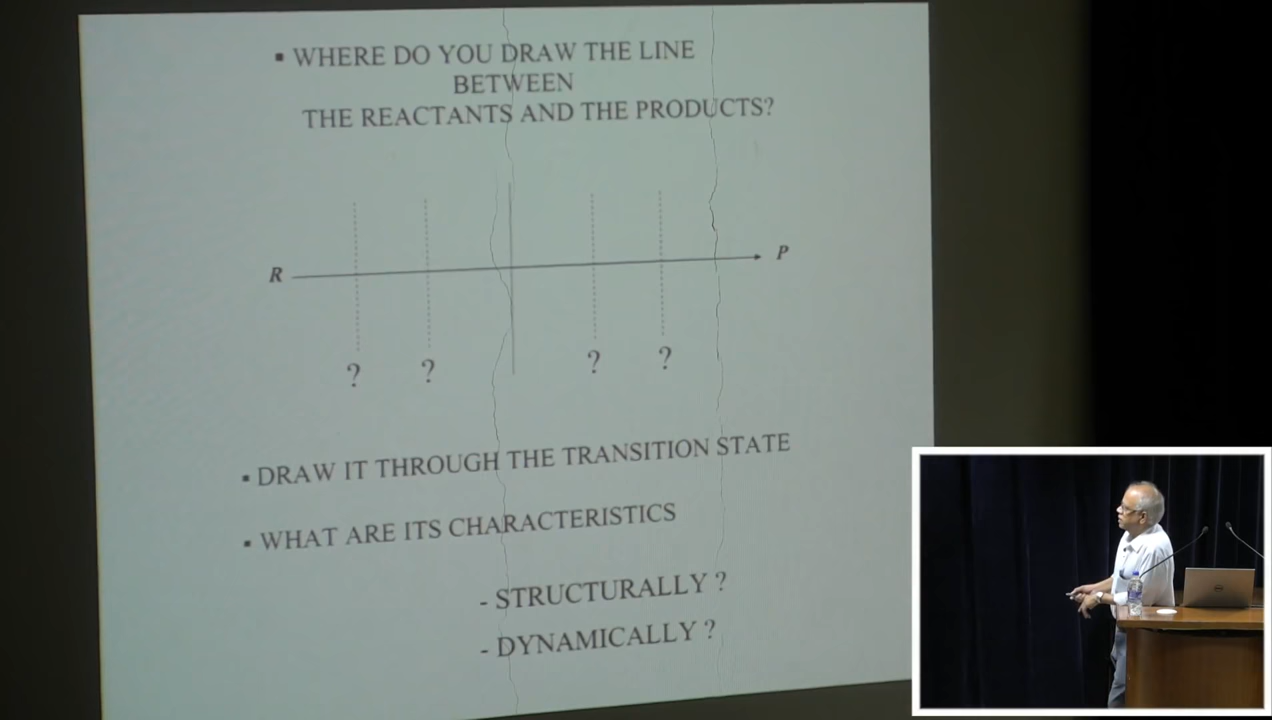 ▪ WHERE DO YOU DRAW THE LINE
BETWEEN
THE REACTANTS AND THE PRODUCTS?
R P
? ? ? ?
▪ DRAW IT THROUGH THE TRANSITION STATE
▪ WHAT ARE ITS CHARACTERISTICS
- STRUCTURALLY ?
- DYNAMICALLY ?